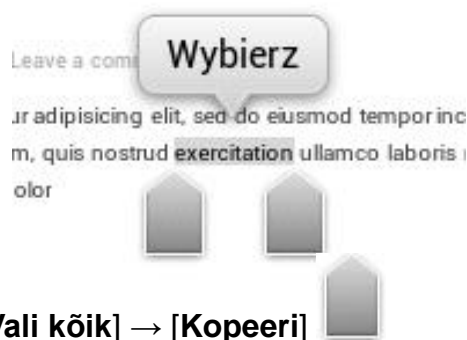 Wybierz
Leave a com
ur adipisicing elit, sed do eiusmod tempor inc
m, quis nostrud exercitation ullamco laboris
olor
Vali kõik] → [Kopeeri]